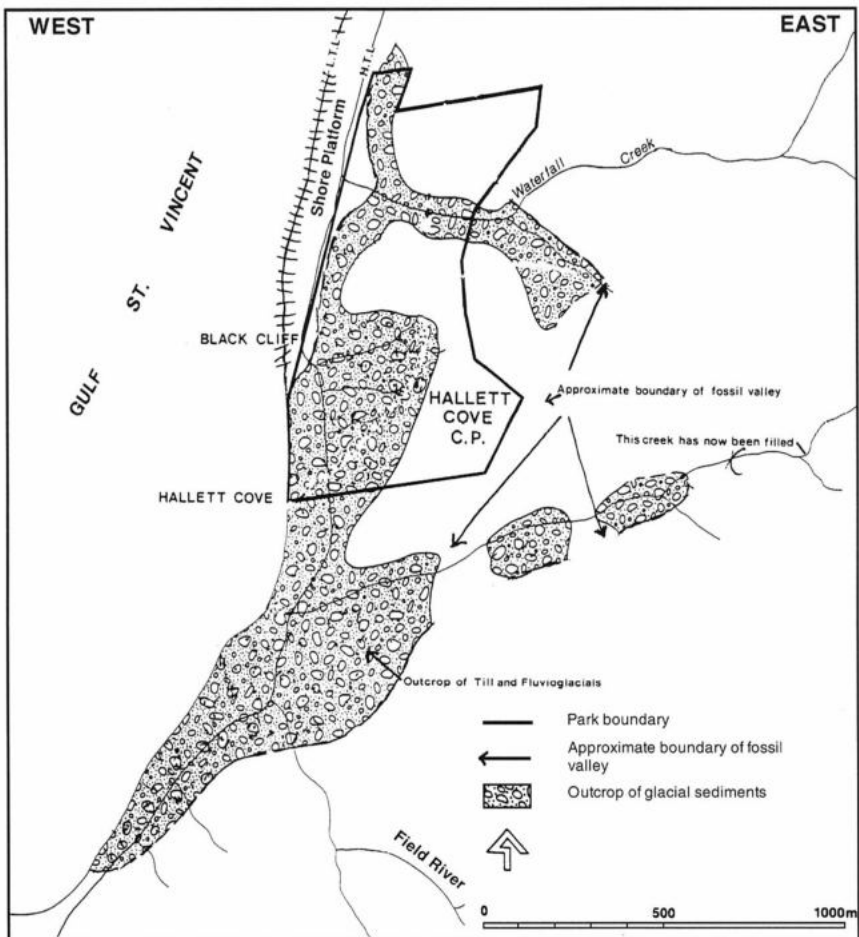 WEST
EAST
L.T.L
H.T.L.
Shore Platform
Waterfall
Creek
GULF ST. VINCENT
BLACK CLIFF
HALLETT
COVE
C.P.
Approximate boundary of fossil valley
This creek has now been filled
HALLETT COVE
Outcrop of Till and Fluvioglacials
Park boundary
Approximate boundary of fossil
valley
Outcrop of glacial sediments
Field River
0 500 1000m